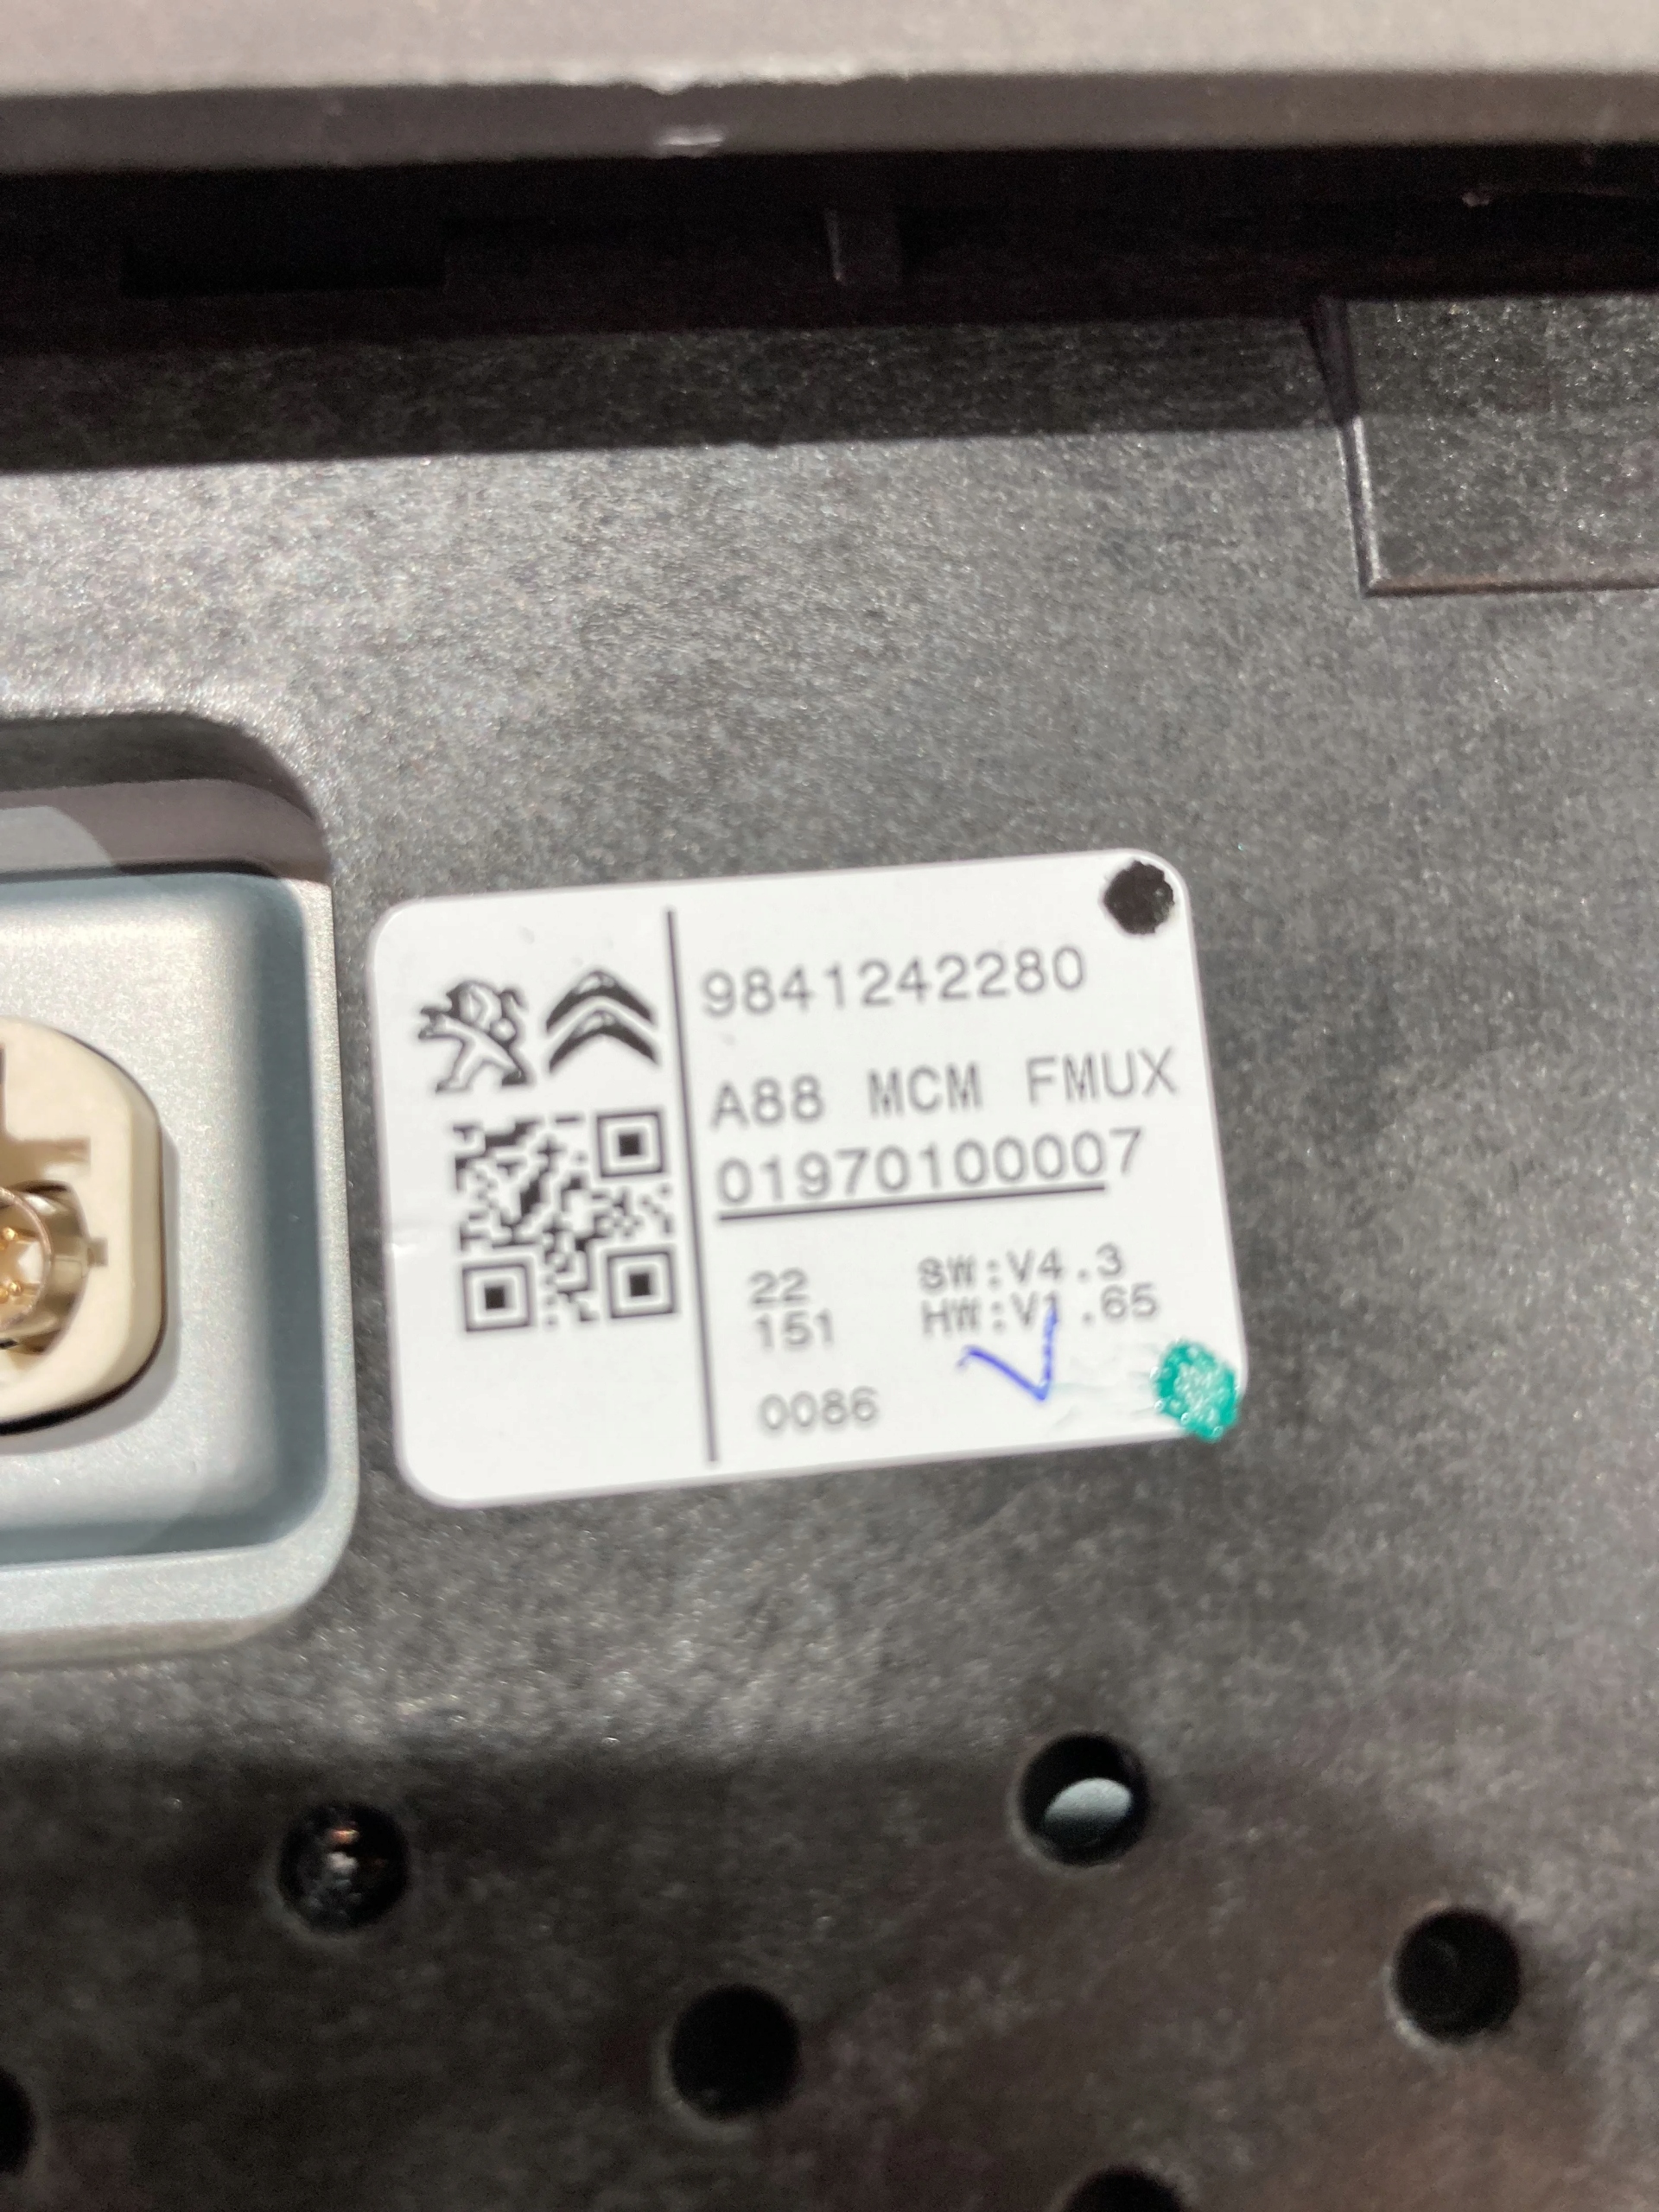 9841242280
A88 MCM FMUX
01970100007
22 SW:V4.3
151 HW:V1.65
0086